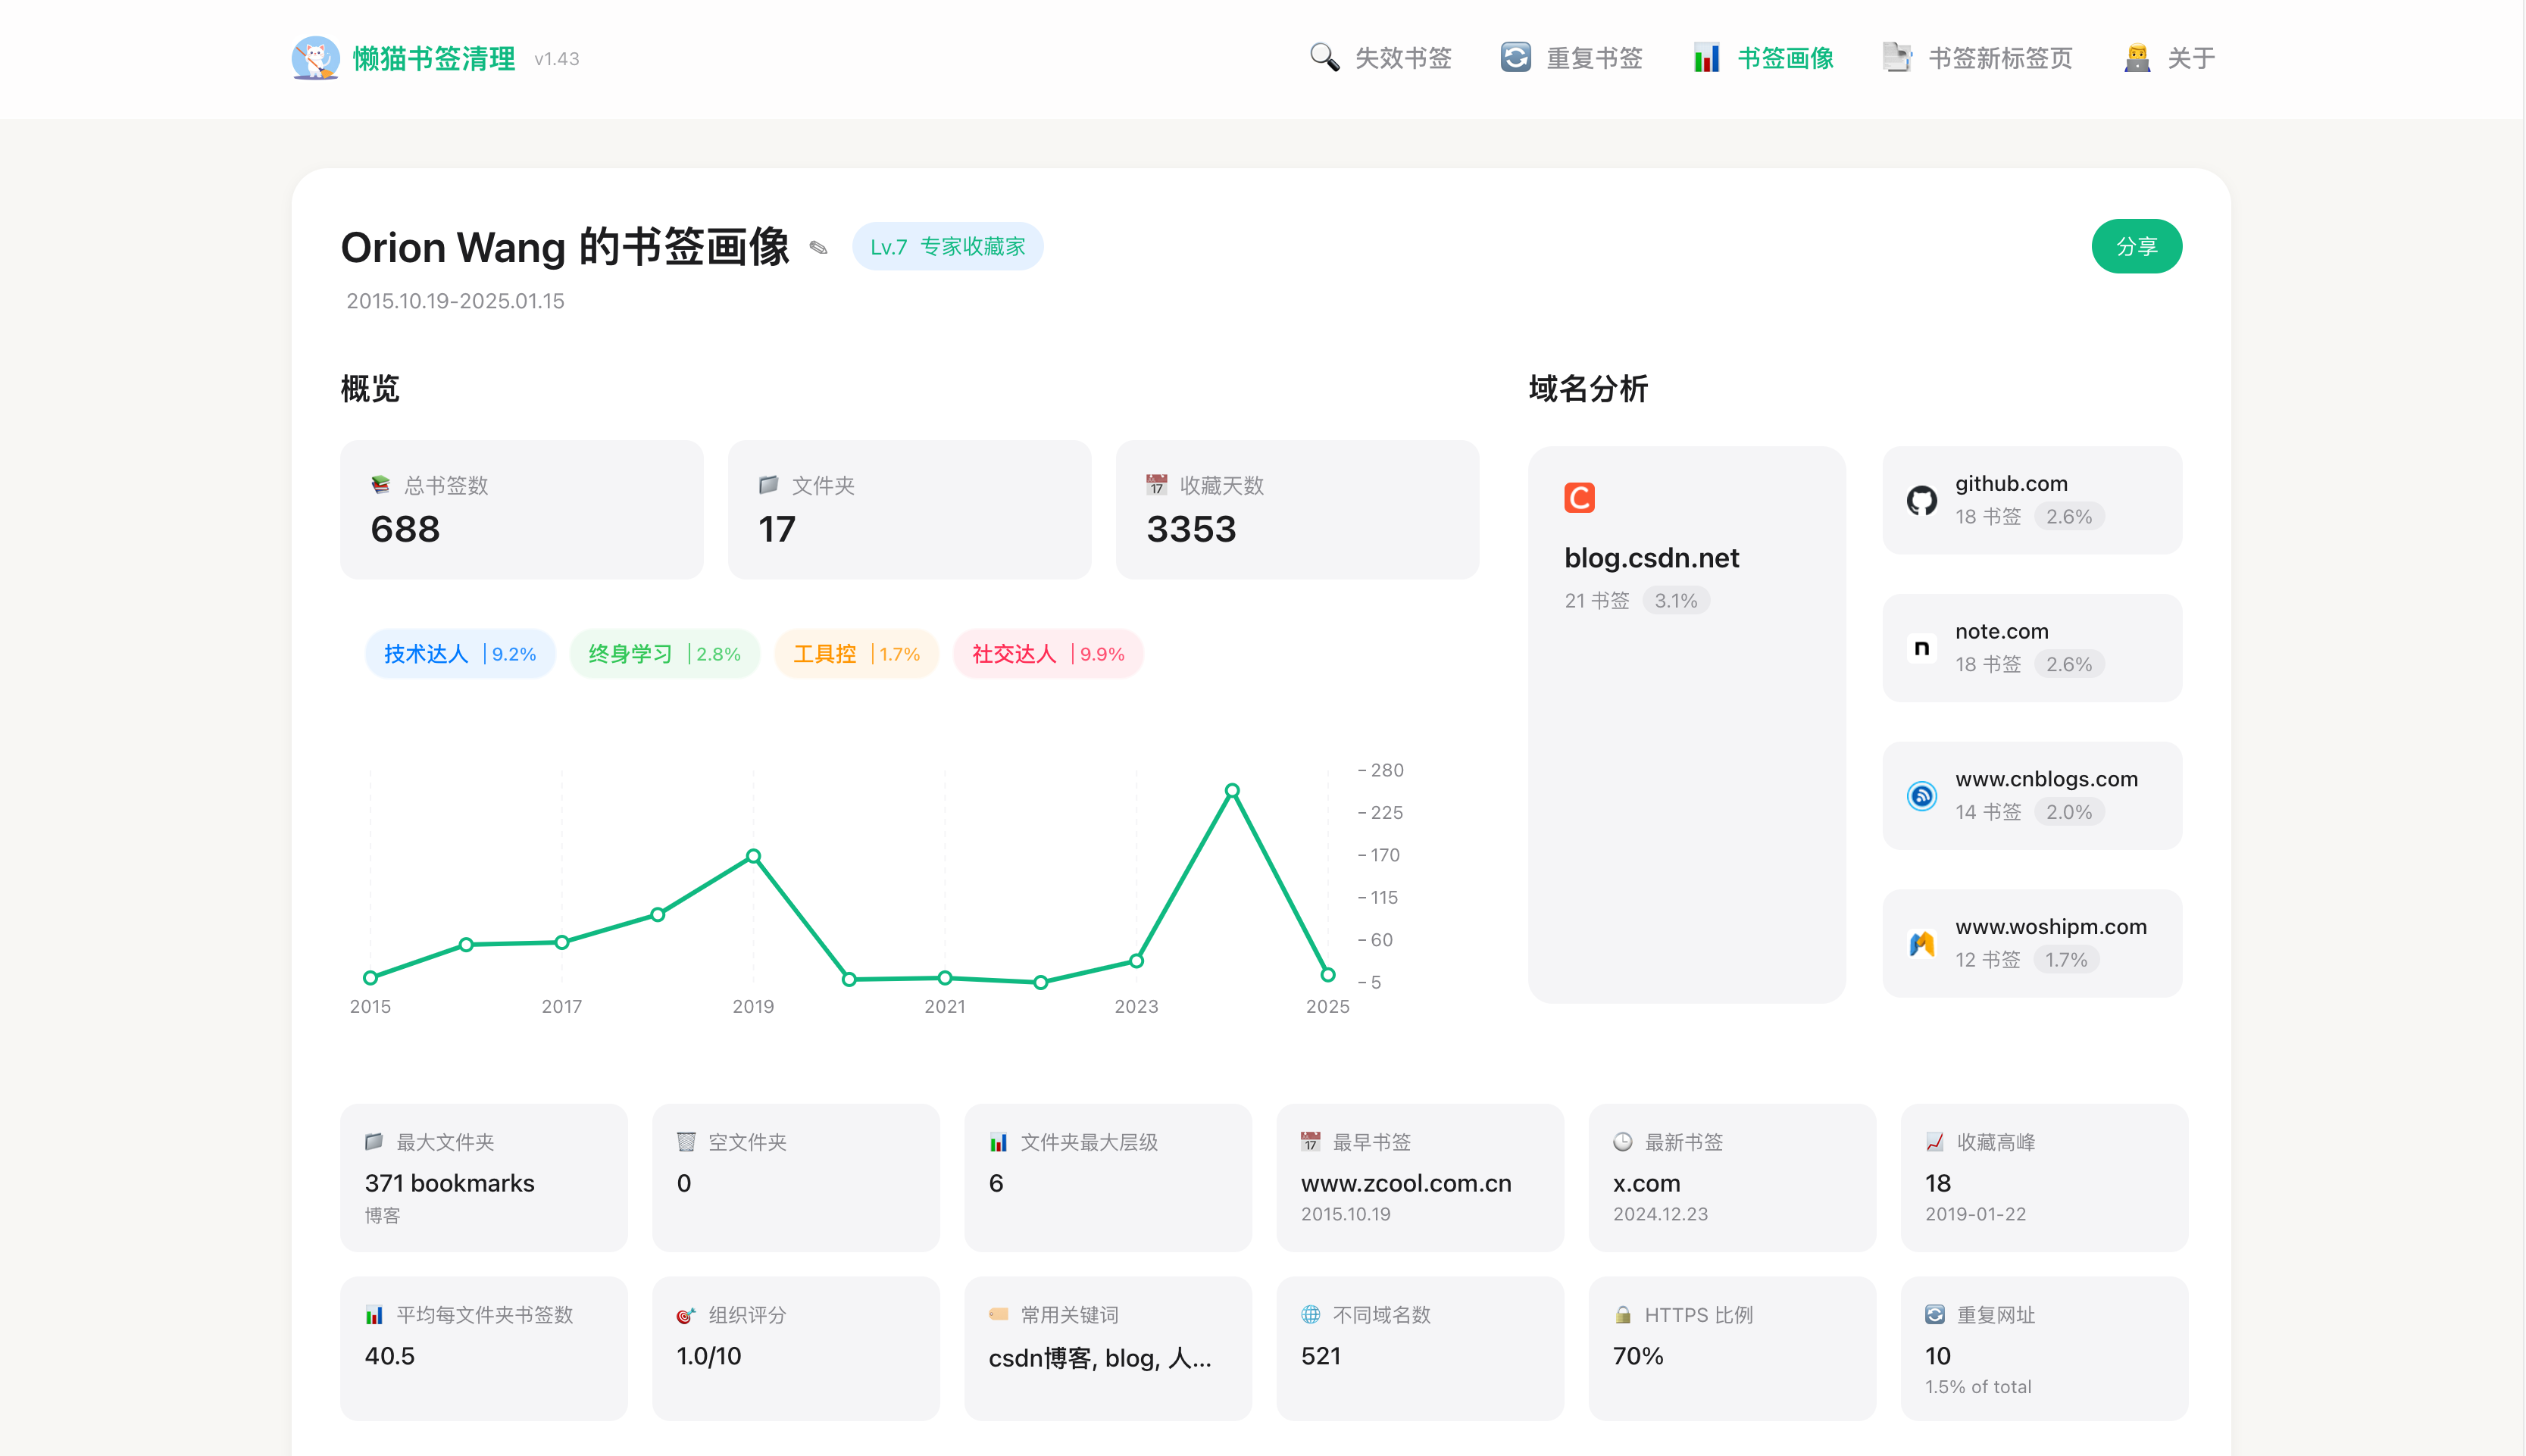 懒猫书签清理 v1.43
失效书签 重复书签 书签画像 书签新标签页 关于
Orion Wang 的书签画像 Lv.7 专家收藏家 分享
2015.10.19-2025.01.15
概览
总书签数
688
文件夹
17
收藏天数
17
3353
技术达人 | 9.2% 终身学习 | 2.8% 工具控 | 1.7% 社交达人 | 9.9%
280
225
170
115
60
5
2015 2017 2019 2021 2023 2025
域名分析
C
blog.csdn.net
21 书签 3.1%
github.com
18 书签 2.6%
n
note.com
18 书签 2.6%
www.cnblogs.com
14 书签 2.0%
www.woshipm.com
12 书签 1.7%
最大文件夹
371 bookmarks
博客
空文件夹
0
文件夹最大层级
6
17
最早书签
www.zcool.com.cn
2015.10.19
最新书签
x.com
2024.12.23
收藏高峰
18
2019-01-22
平均每文件夹书签数
40.5
组织评分
1.0/10
常用关键词
csdn博客, blog, 人...
不同域名数
521
HTTPS 比例
70%
重复网址
10
1.5% of total